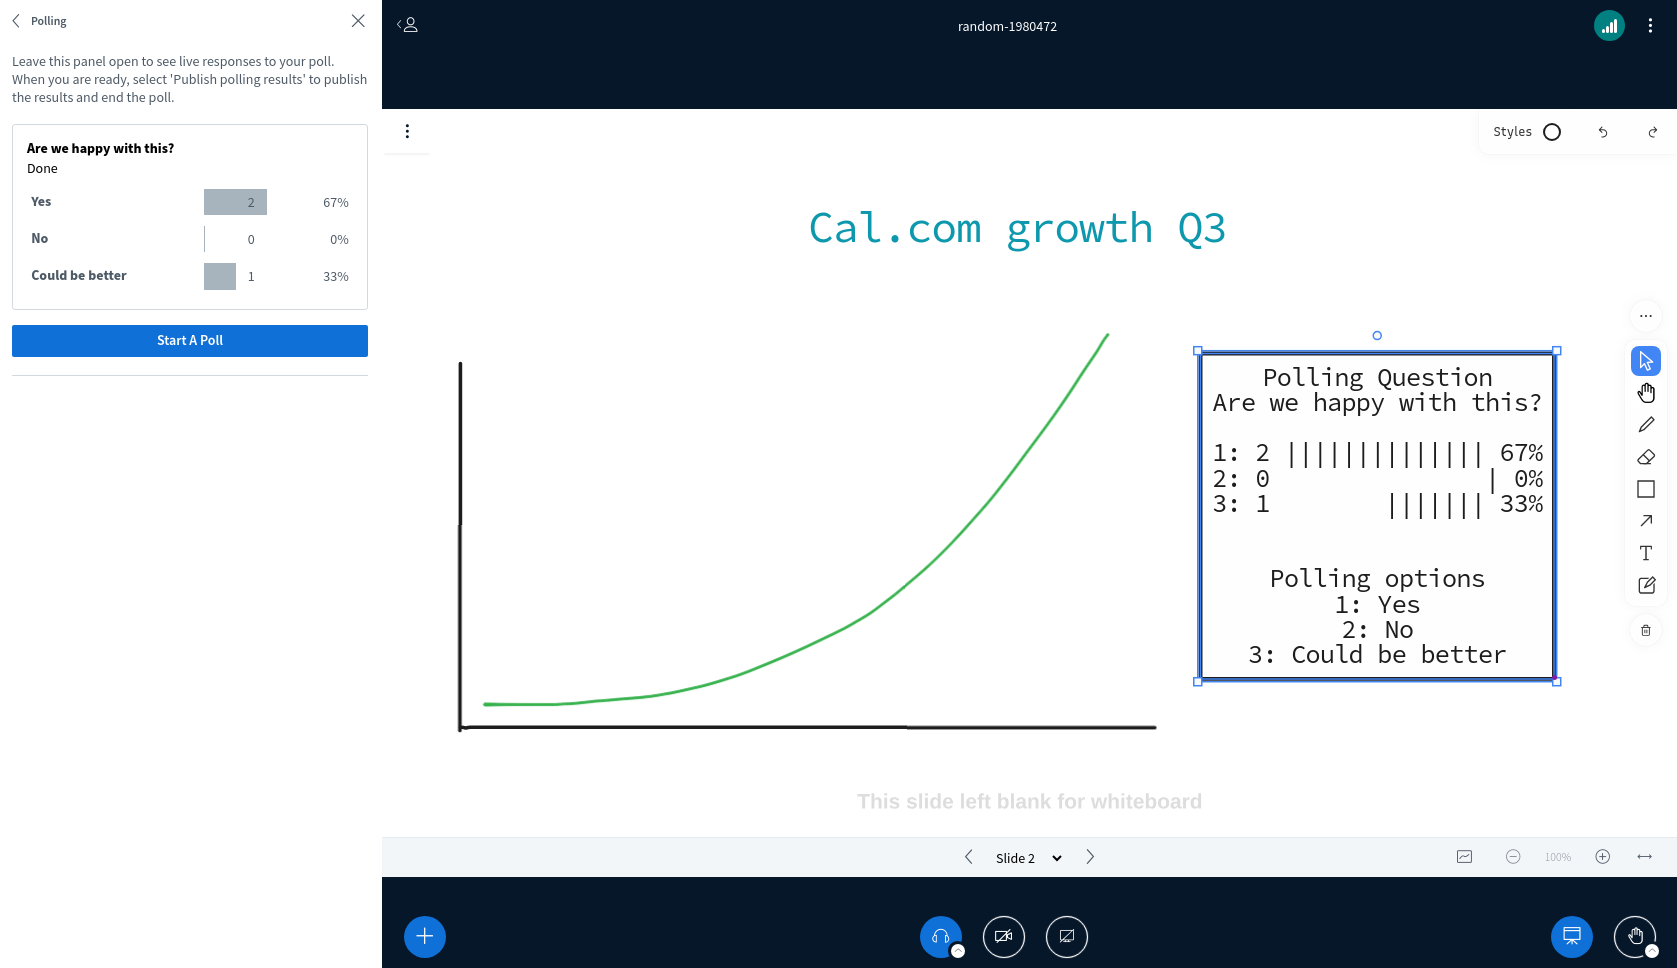 Polling
Leave this panel open to see live responses to your poll.
When you are ready, select 'Publish polling results' to publish
the results and end the poll.
Are we happy with this?
Done
Yes 2 67%
No 0 0%
Could be better 1 33%
Start A Poll
random-1980472
Styles
Cal.com growth Q3
Polling Question
Are we happy with this?
1: 2 |||||||||||||| 67%
2: 0 | 0%
3: 1 ||||||| 33%
Polling options
1: Yes
2: No
3: Could be better
This slide left blank for whiteboard
Slide 2
100%